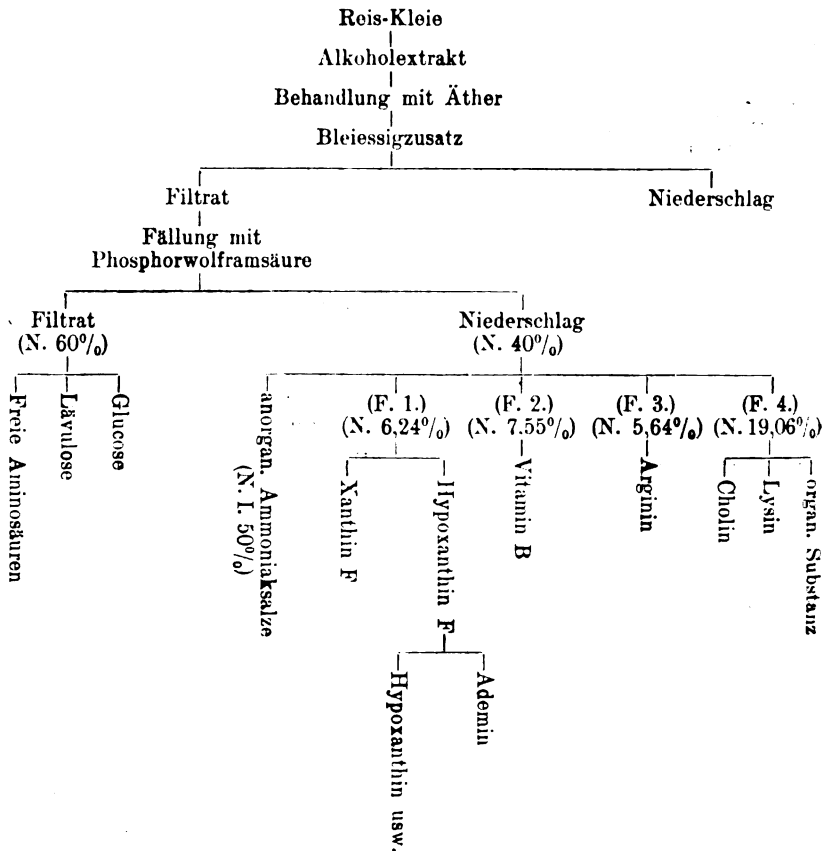 Reis-Kleie
Alkoholextrakt
Behandlung mit Äther
Bleiessigzusatz
Filtrat
Niederschlag
Fällung mit
Phosphorwolframsäure
Filtrat
(N. 60%)
Niederschlag
(N. 40%)
Freie Aminosäuren
Lävulose
Glucose
anorgan. Ammoniaksalze
(N. I. 50%)
(F. 1.)
(N. 6,24%)
Xanthin F
Hypoxanthin F
Hypoxanthin usw.
Ademin
(F. 2.)
(N. 7.55%)
Vitamin B
(F. 3.)
(N. 5,64%)
Arginin
(F. 4.)
(N. 19,06%)
Cholin
Lysin
organ. Substanz